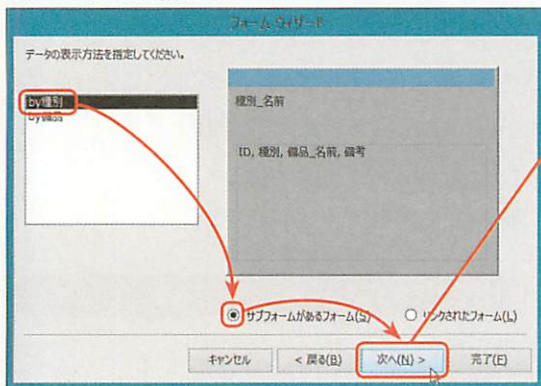 フォーム ウィザード
データの表示方法を指定してください。
by種別
by備品
種別_名前
ID, 種別, 備品_名前, 備考
サブフォームがあるフォーム(S)
リンクされたフォーム(L)
キャンセル
< 戻る(B)
次へ(N) >
完了(F)